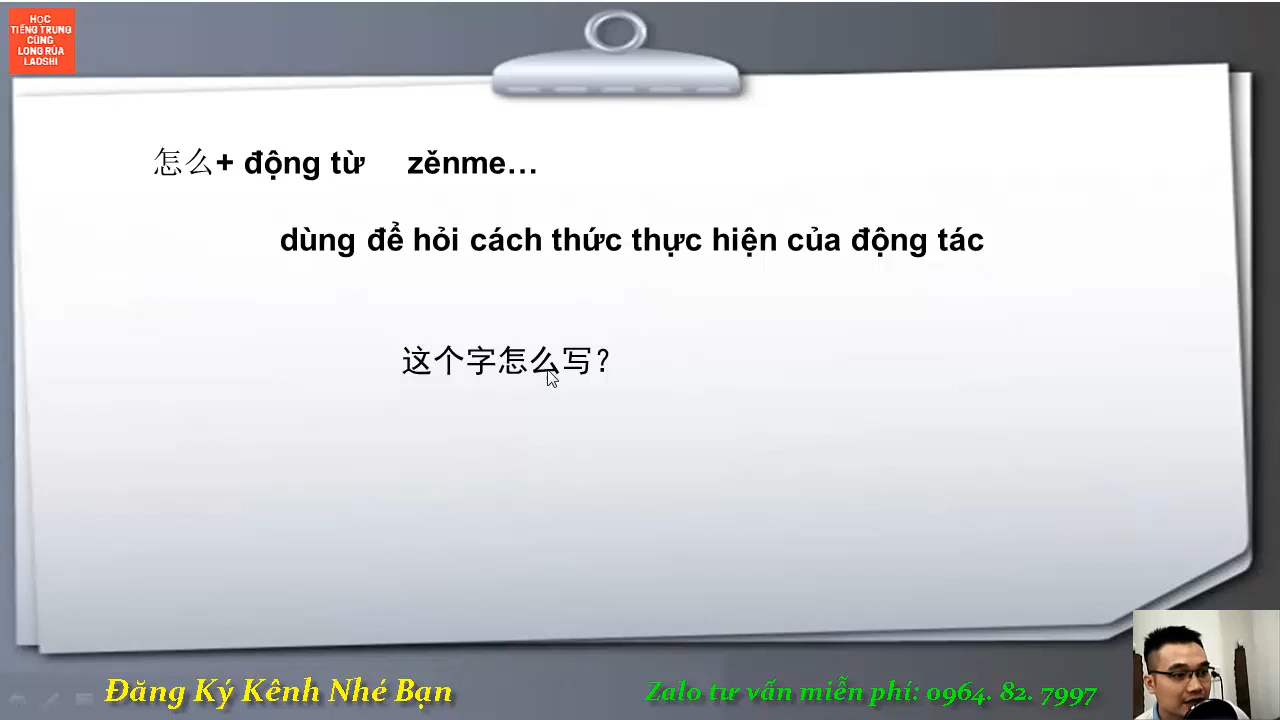 HỌC
TIẾNG TRUNG
CÙNG
LONG RÙA
LADSHI
怎么+ động từ zěnme…
dùng để hỏi cách thức thực hiện của động tác
这个字怎么写?
Đăng Ký Kênh Nhé Bạn
Zalo tư vấn miễn phí: 0964. 82. 7997